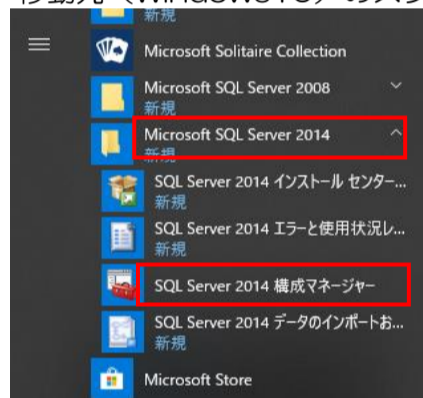 新規
Microsoft Solitaire Collection
Microsoft SQL Server 2008
新規
Microsoft SQL Server 2014
新規
SQL Server 2014 インストール センター...
新規
SQL Server 2014 エラーと使用状況レ...
新規
SQL Server 2014 構成マネージャー
SQL Server 2014 データのインポートお...
新規
Microsoft Store